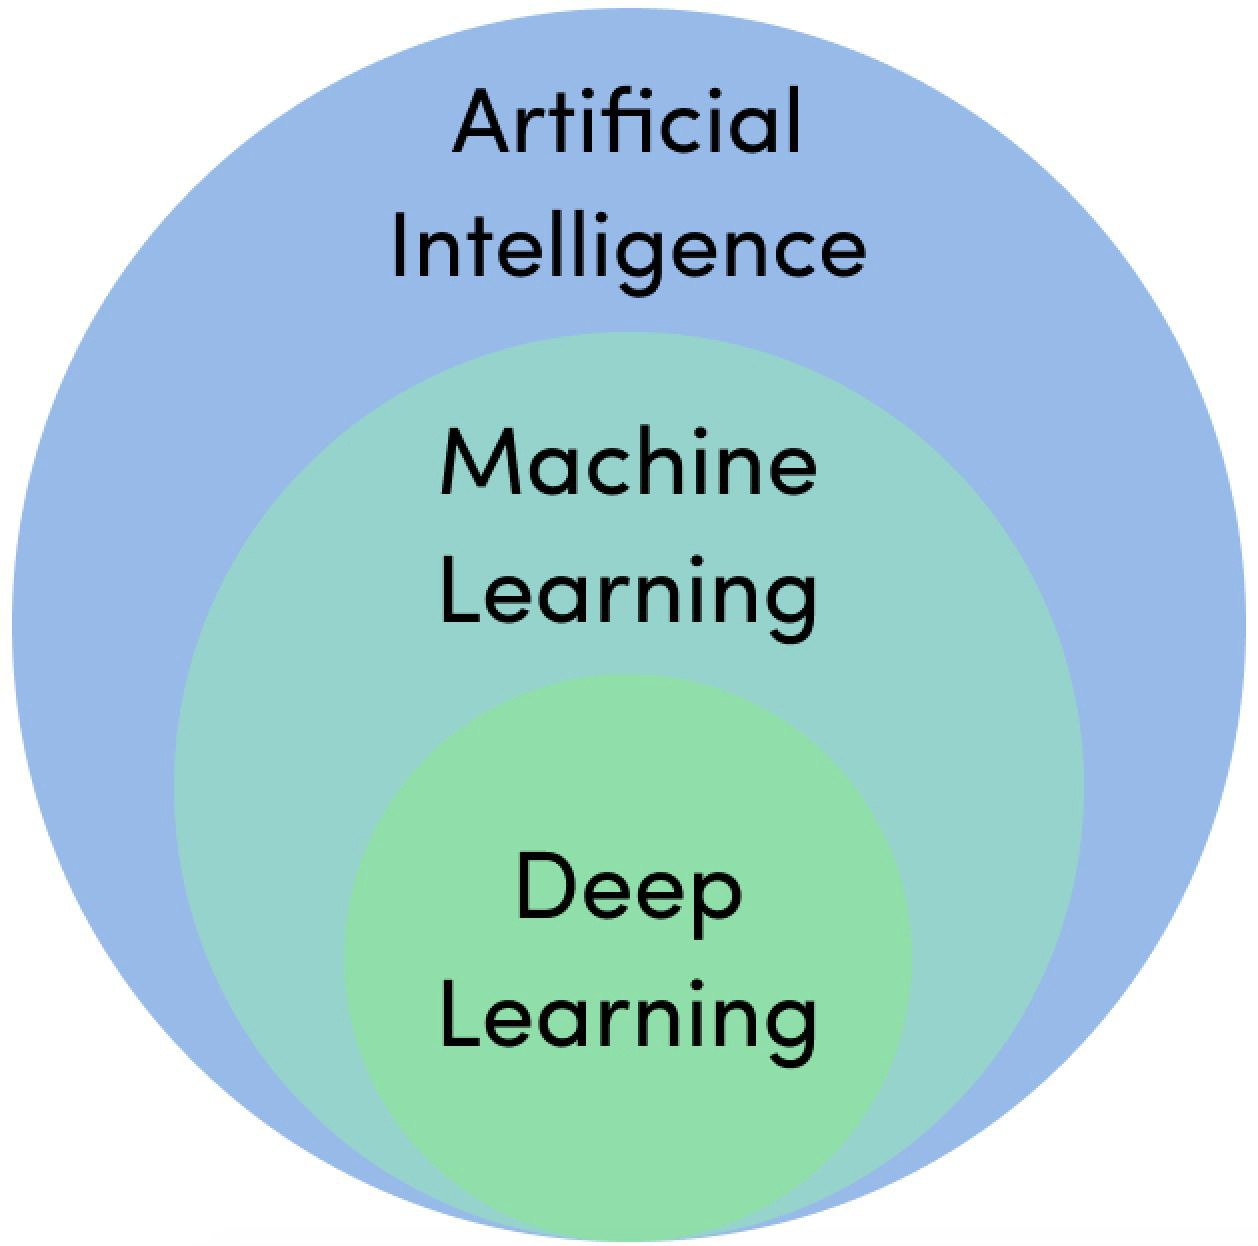 Artificial
Intelligence
Machine
Learning
Deep
Learning